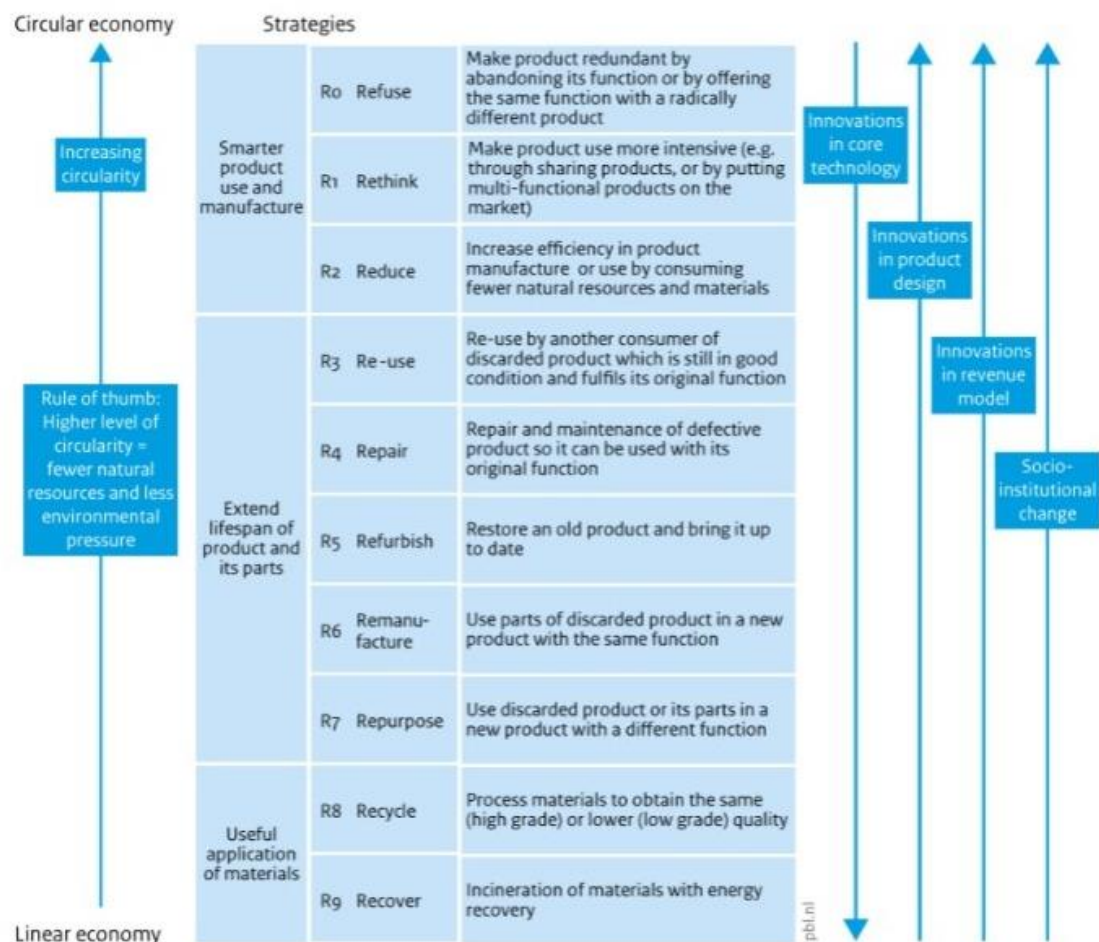 Circular economy
Strategies
Increasing
circularity
Rule of thumb:
Higher level of
circularity =
fewer natural
resources and less
environmental
pressure
Linear economy
Smarter
product
use and
manufacture
R0 Refuse
Make product redundant by
abandoning its function or by offering
the same function with a radically
different product
R1 Rethink
Make product use more intensive (e.g.
through sharing products, or by putting
multi-functional products on the
market)
R2 Reduce
Increase efficiency in product
manufacture or use by consuming
fewer natural resources and materials
Extend
lifespan of
product and
its parts
R3 Re-use
Re-use by another consumer of
discarded product which is still in good
condition and fulfils its original function
R4 Repair
Repair and maintenance of defective
product so it can be used with its
original function
R5 Refurbish
Restore an old product and bring it up
to date
R6 Remanu-
facture
Use parts of discarded product in a new
product with the same function
R7 Repurpose
Use discarded product or its parts in a
new product with a different function
Useful
application
of materials
R8 Recycle
Process materials to obtain the same
(high grade) or lower (low grade) quality
R9 Recover
Incineration of materials with energy
recovery
pbl.nl
Innovations
in core
technology
Innovations
in product
design
Innovations
in revenue
model
Socio-
institutional
change